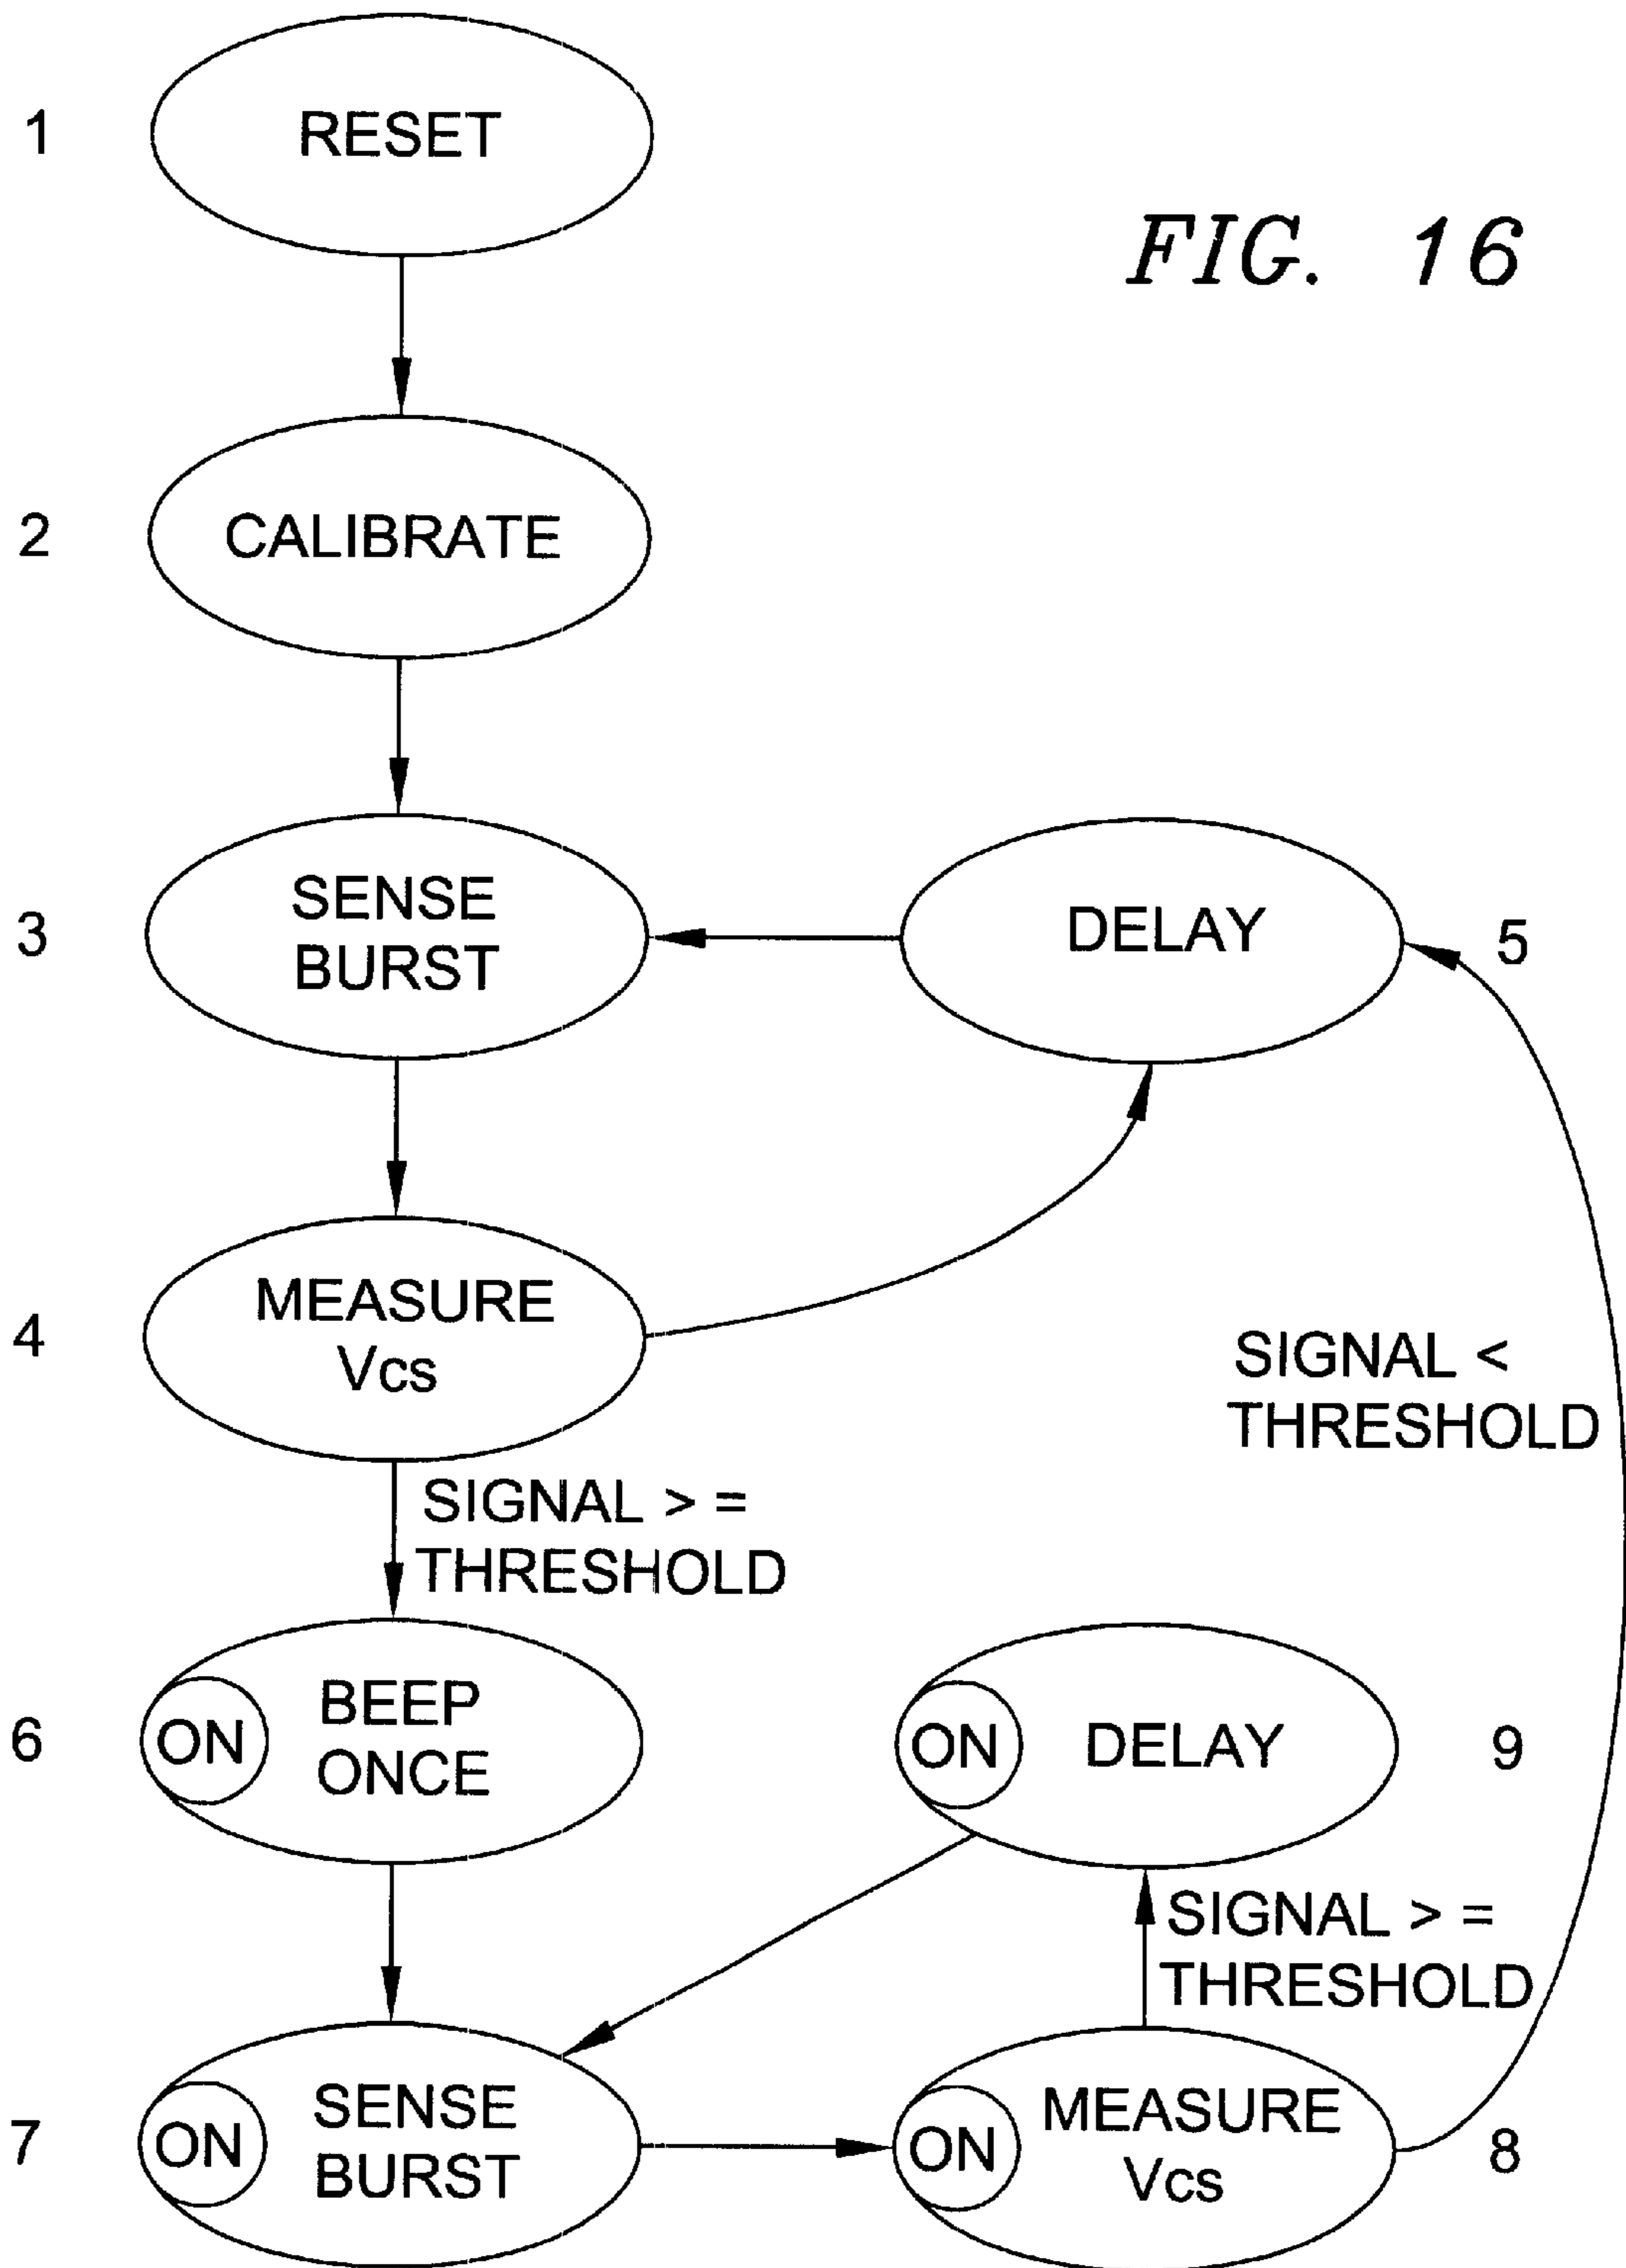 1
RESET
FIG. 16
2
CALIBRATE
3
SENSE
BURST
DELAY
5
4
MEASURE
Vcs
SIGNAL <
THRESHOLD
SIGNAL > =
THRESHOLD
6
ON
BEEP
ONCE
ON
DELAY
9
SIGNAL > =
THRESHOLD
7
ON
SENSE
BURST
ON
MEASURE
Vcs
8